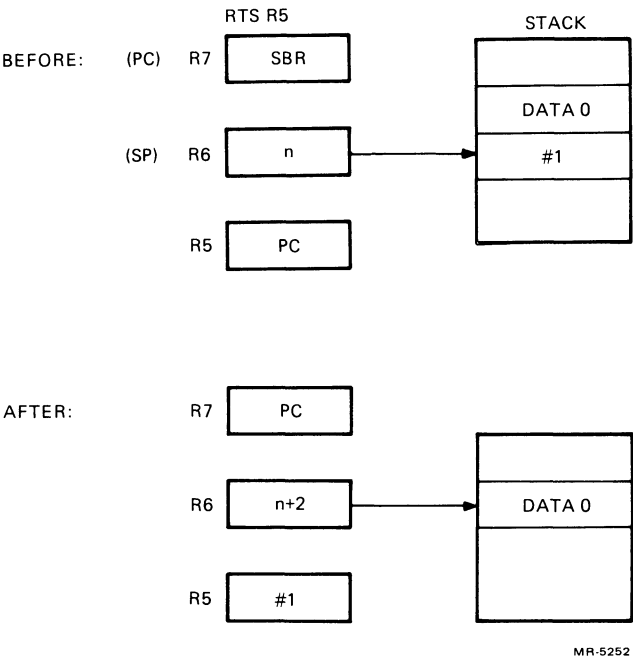 RTS R5
STACK
BEFORE: (PC) R7 SBR
DATA 0
(SP) R6 n #1
R5 PC
AFTER: R7 PC
R6 n+2 DATA 0
R5 #1
MR-5252